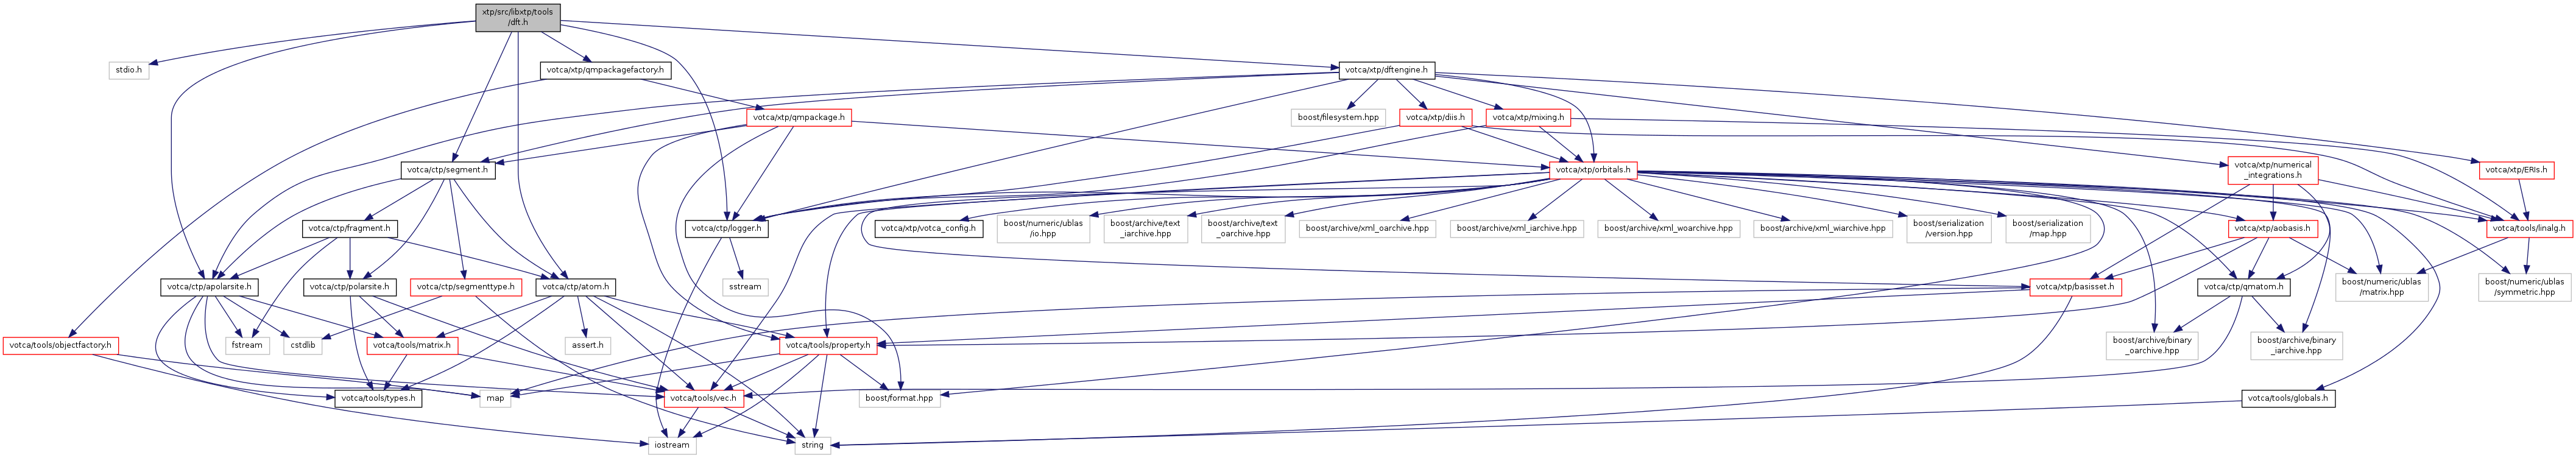 xtp/src/libxtp/tools
/dft.h
stdio.h
votca/xtp/qmpackagefactory.h
votca/xtp/dftengine.h
votca/xtp/qmpackage.h
boost/filesystem.hpp
votca/xtp/diis.h
votca/xtp/mixing.h
votca/ctp/segment.h
votca/xtp/orbitals.h
votca/xtp/numerical
_integrations.h
votca/xtp/ERIs.h
votca/ctp/fragment.h
votca/ctp/logger.h
votca/xtp/votca_config.h
boost/numeric/ublas
/io.hpp
boost/archive/text
_iarchive.hpp
boost/archive/text
_oarchive.hpp
boost/archive/xml_oarchive.hpp
boost/archive/xml_iarchive.hpp
boost/archive/xml_woarchive.hpp
boost/archive/xml_wiarchive.hpp
boost/serialization
/version.hpp
boost/serialization
/map.hpp
votca/xtp/aobasis.h
votca/tools/linalg.h
votca/ctp/apolarsite.h
votca/ctp/polarsite.h
votca/ctp/segmenttype.h
votca/ctp/atom.h
sstream
votca/xtp/basisset.h
votca/ctp/qmatom.h
boost/numeric/ublas
/matrix.hpp
boost/numeric/ublas
/symmetric.hpp
votca/tools/objectfactory.h
fstream
cstdlib
votca/tools/matrix.h
assert.h
votca/tools/property.h
boost/archive/binary
_oarchive.hpp
boost/archive/binary
_iarchive.hpp
votca/tools/types.h
map
votca/tools/vec.h
boost/format.hpp
votca/tools/globals.h
iostream
string